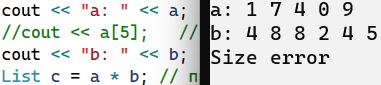 cout << "a: " << a;
//cout << a[5]; //
cout << "b: " << b;
List c = a * b; // п
a: 1 7 4 0 9
b: 4 8 8 2 4 5
Size error